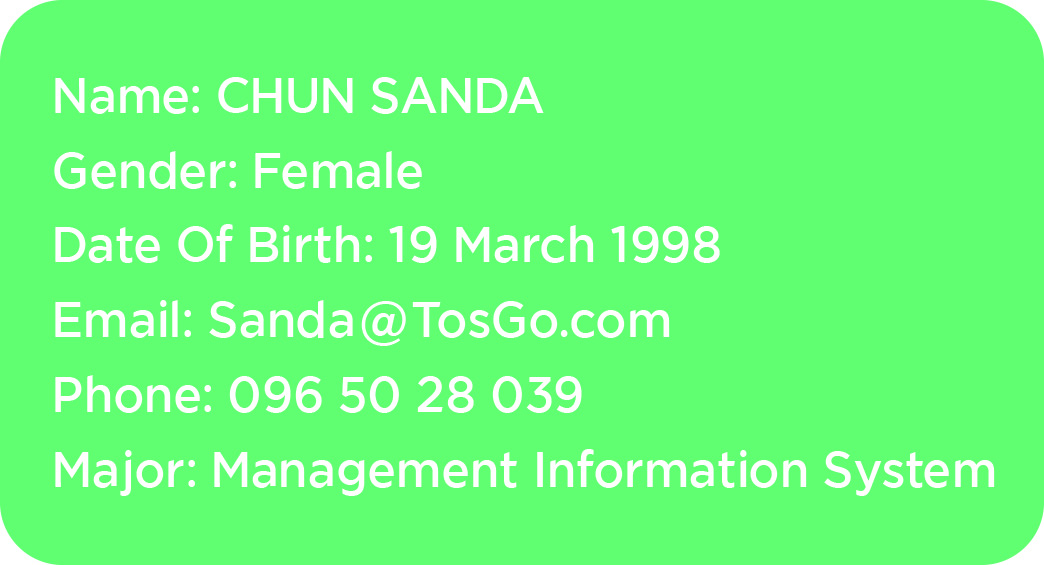 Name: CHUN SANDA
Gender: Female
Date Of Birth: 19 March 1998
Email: Sanda@TosGo.com
Phone: 096 50 28 039
Major: Management Information System